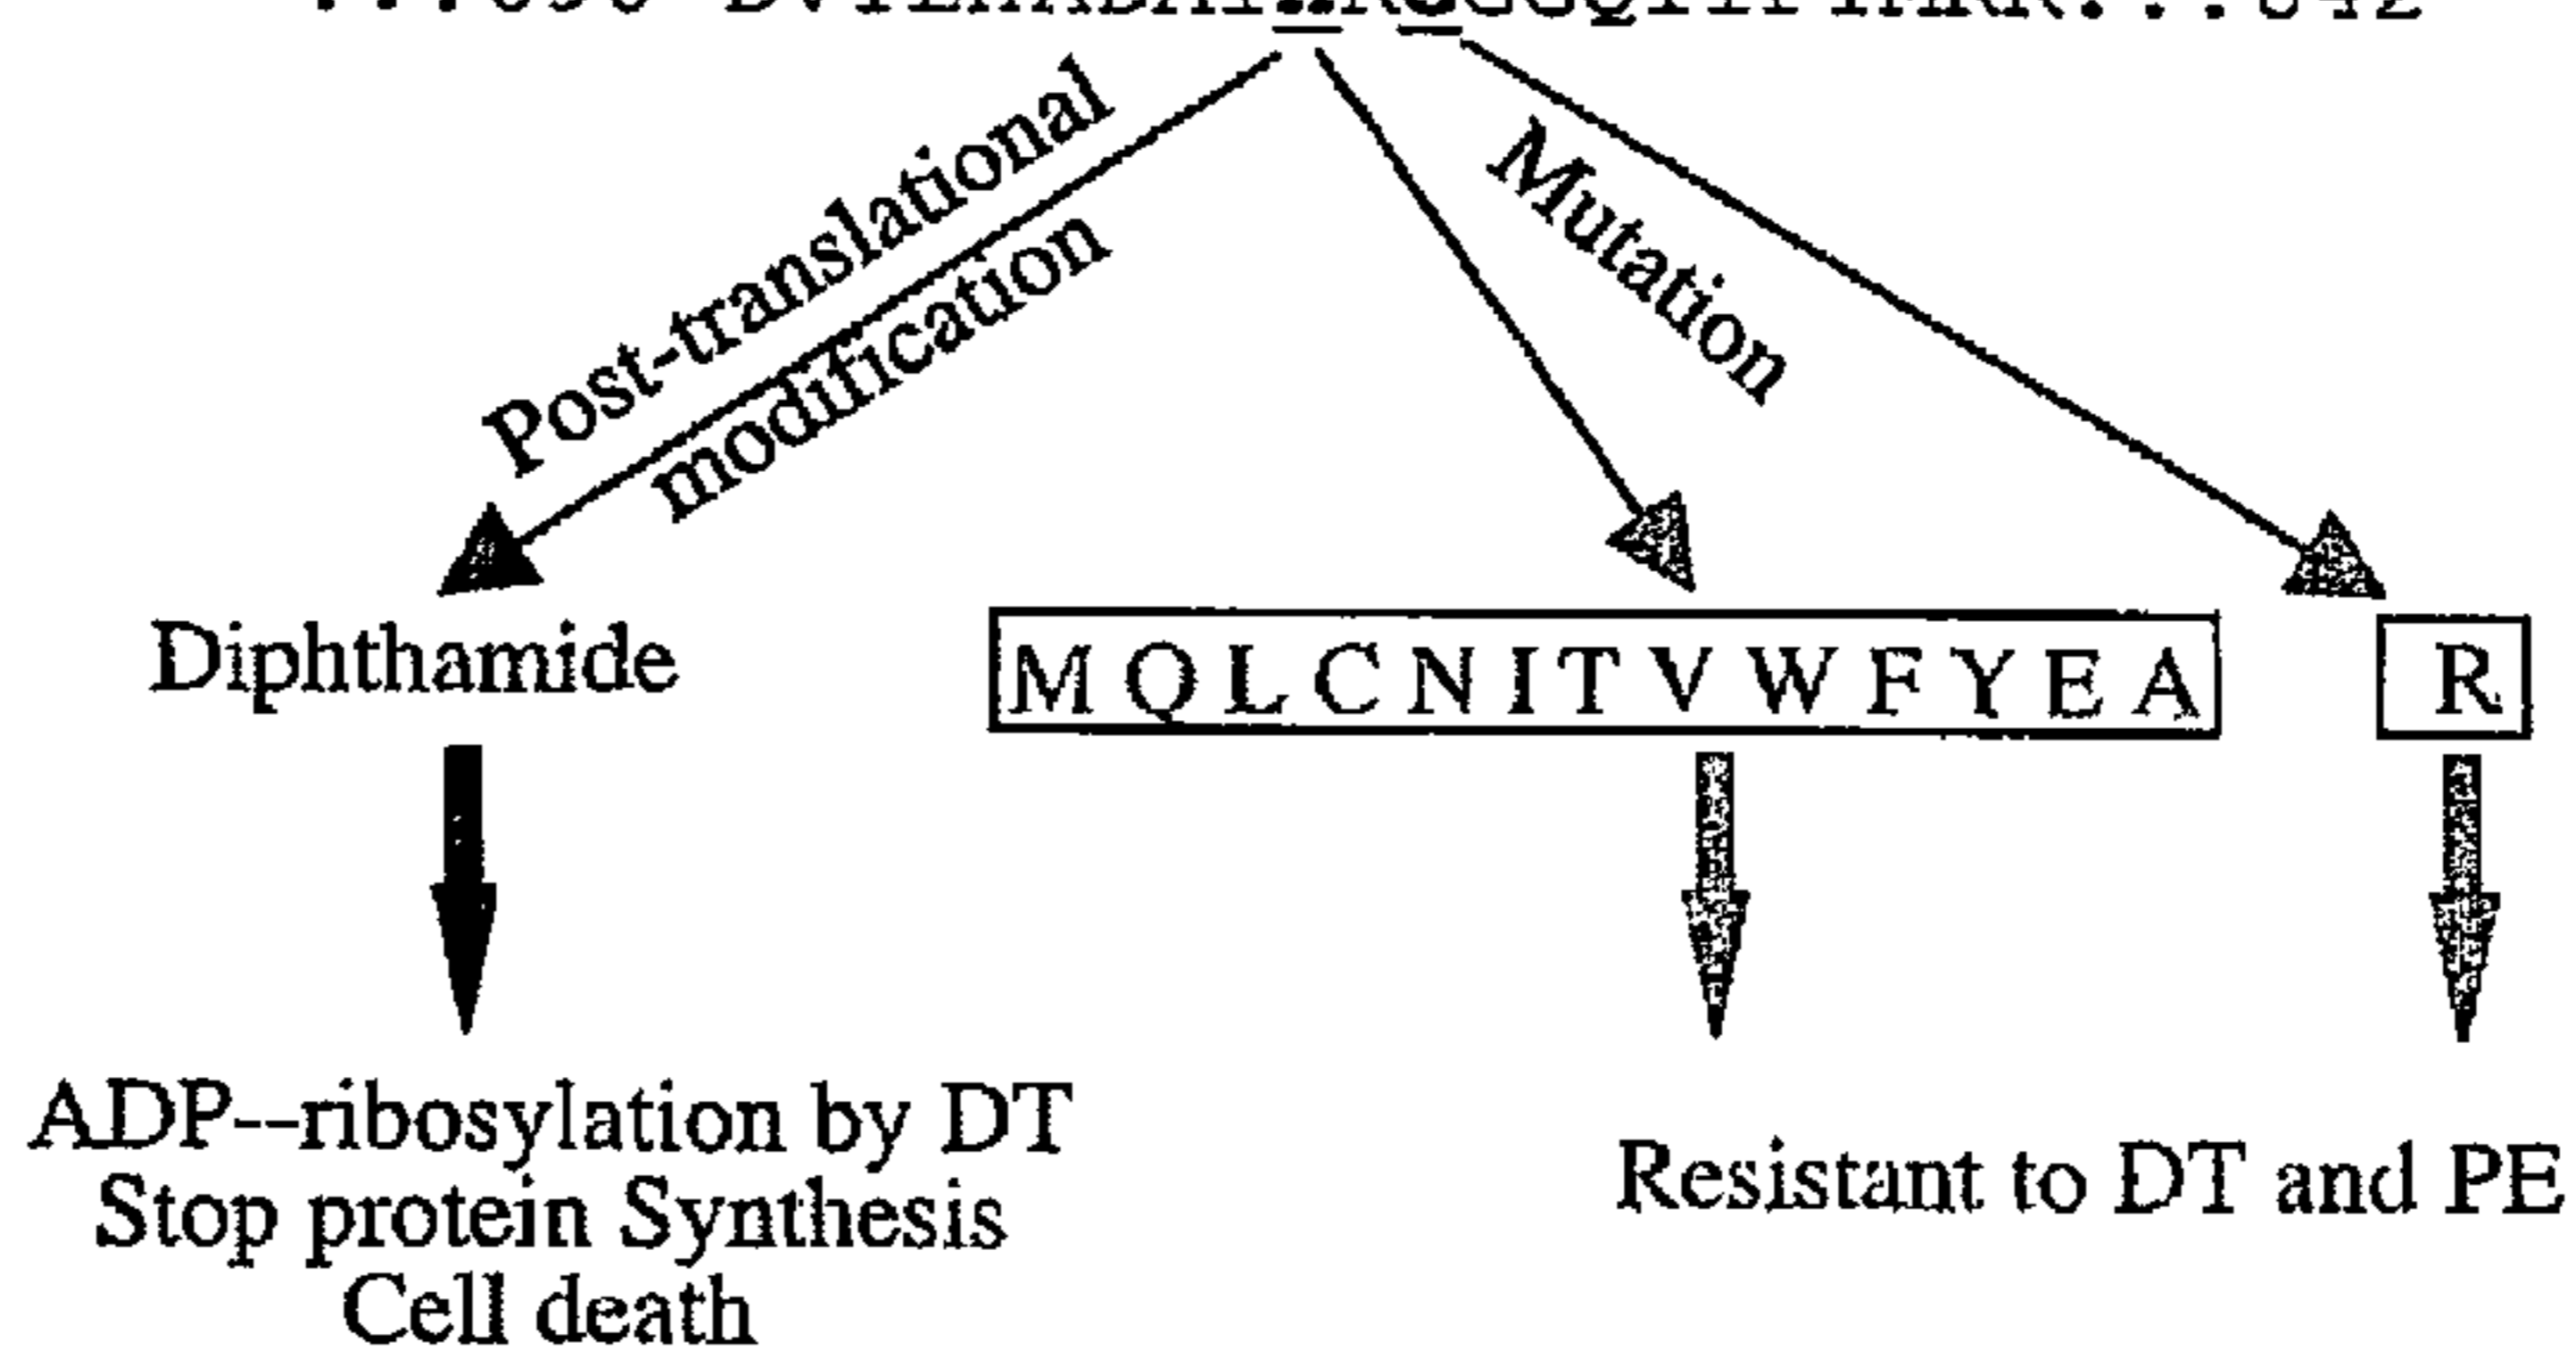 Post-translational
modification
Mutation
Diphthamide
M Q L C N I T V W F Y E A
R
ADP--ribosylation by DT
Stop protein Synthesis
Cell death
Resistant to DT and PE